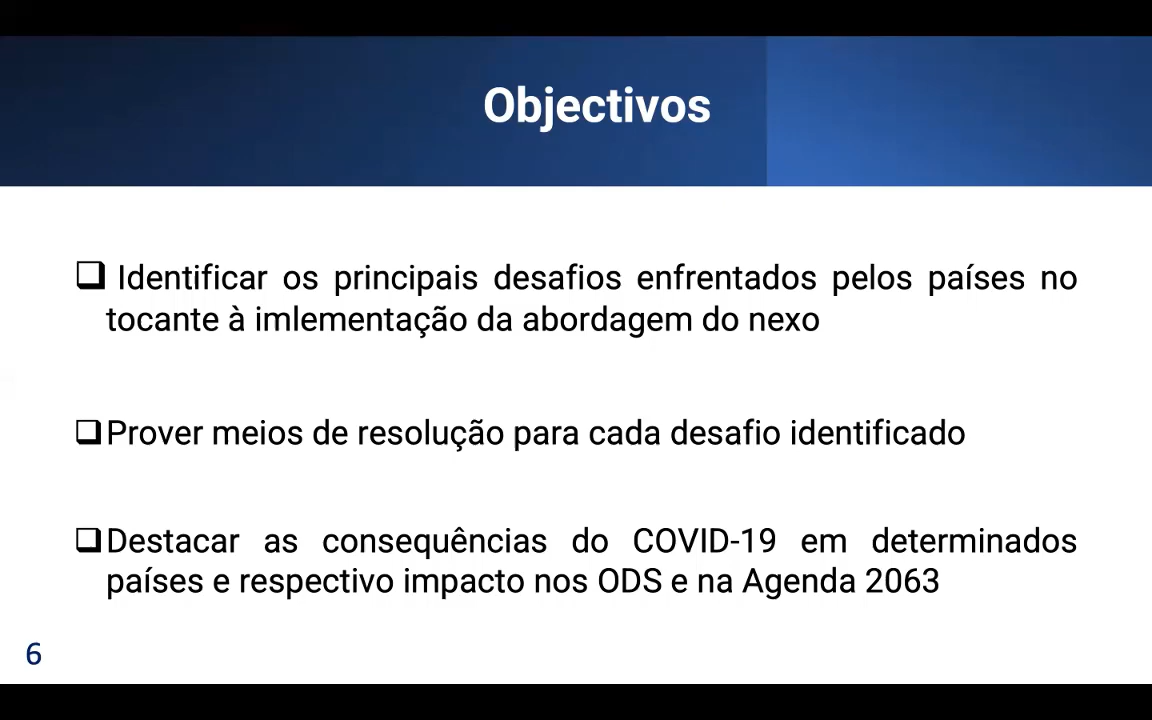 Objectivos
❑ Identificar os principais desafios enfrentados pelos países no
tocante à imlementação da abordagem do nexo
❑Prover meios de resolução para cada desafio identificado
❑Destacar as consequências do COVID-19 em determinados
países e respectivo impacto nos ODS e na Agenda 2063
6